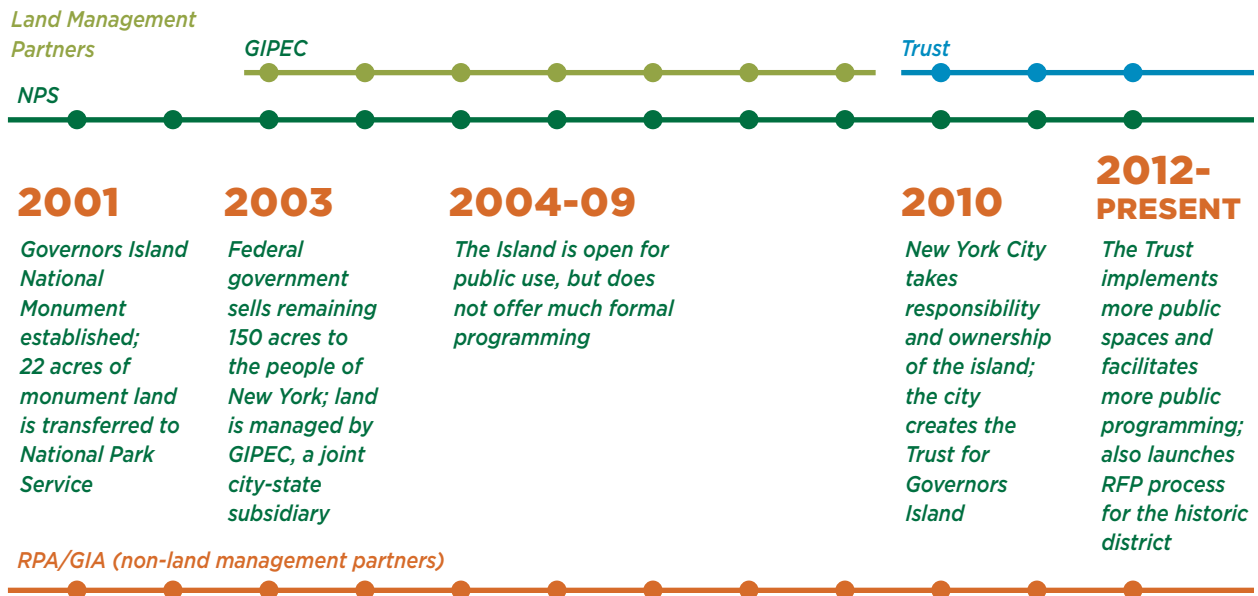 Land Management
Partners
GIPEC
Trust
NPS
2001
Governors Island
National
Monument
established;
22 acres of
monument land
is transferred to
National Park
Service
2003
Federal
government
sells remaining
150 acres to
the people of
New York; land
is managed by
GIPEC, a joint
city-state
subsidiary
2004-09
The Island is open for
public use, but does
not offer much formal
programming
2010
New York City
takes
responsibility
and ownership
of the island;
the city
creates the
Trust for
Governors
Island
2012-
PRESENT
The Trust
implements
more public
spaces and
facilitates
more public
programming;
also launches
RFP process
for the historic
district
RPA/GIA (non-land management partners)